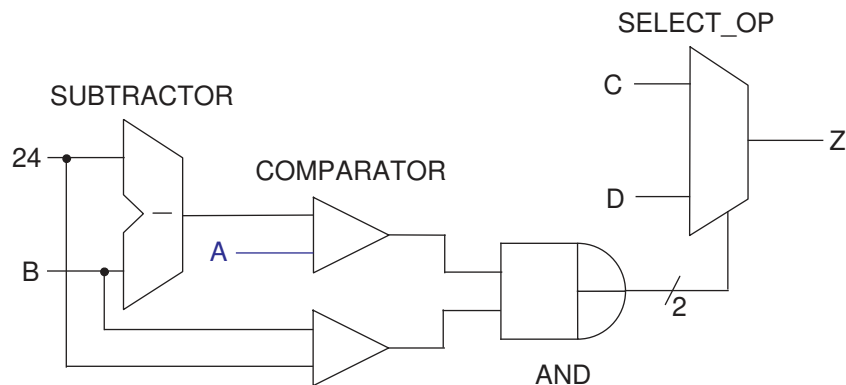 SELECT_OP
C
SUBTRACTOR
Z
24
COMPARATOR
D
–
A
B
2
AND